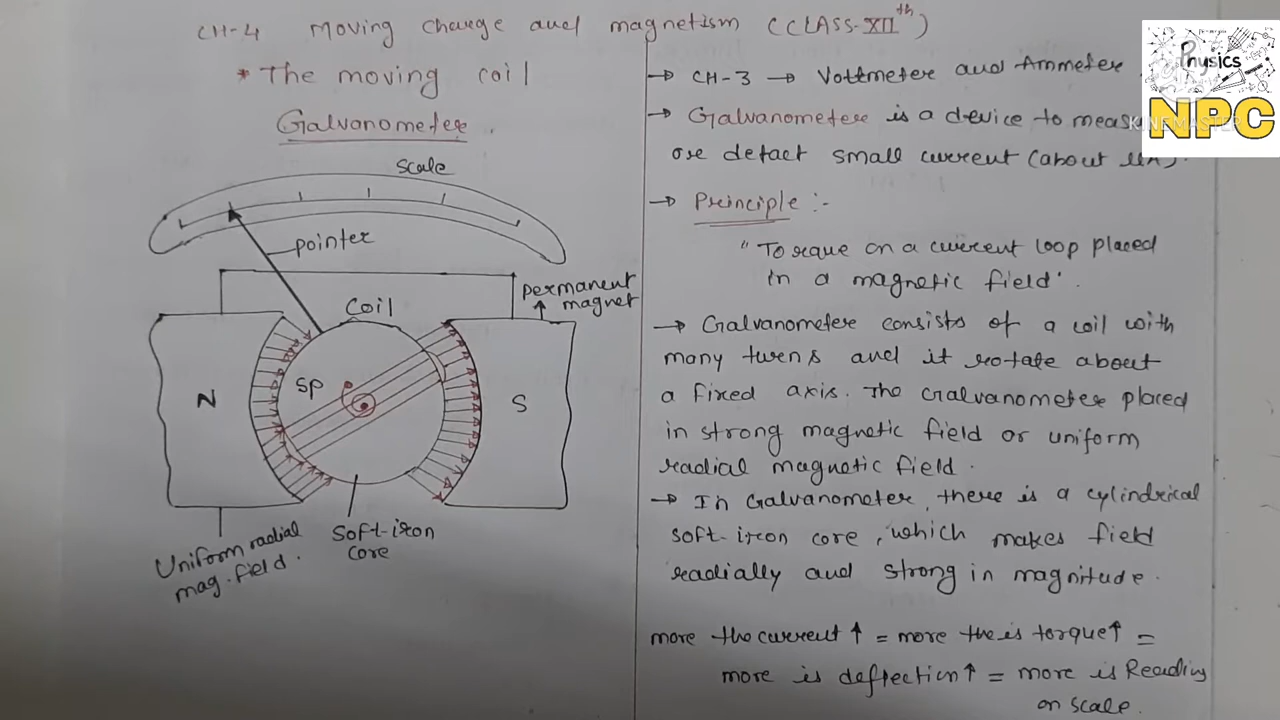 CH-4 Moving charge and magnetism (CLASS-XIIth)
* The moving coil
Galvanometer.
scale
pointer
permanent
magnet
Coil
N
Sp
S
Uniform radial
mag. field.
Soft-iron
core
→ CH-3 → Voltmeter and Ammeter
→ Galvanometer is a device to
or detact small current (about
→ Principle :-
"Torque on a current loop placed
in a magnetic field".
→ Galvanometer consists of a coil with
many turns and it rotate about
a fixed axis. The Galvanometer placed
in strong magnetic field or uniform
radial magnetic field.
→ In Galvanometer, there is a cylindrical
soft-iron core, which makes field
readially and strong in magnitude.
more the current ↑ = more the is torque ↑ =
more is deflection ↑ = more is Reading
on scale.
Physics
NPC
KINEMASTER